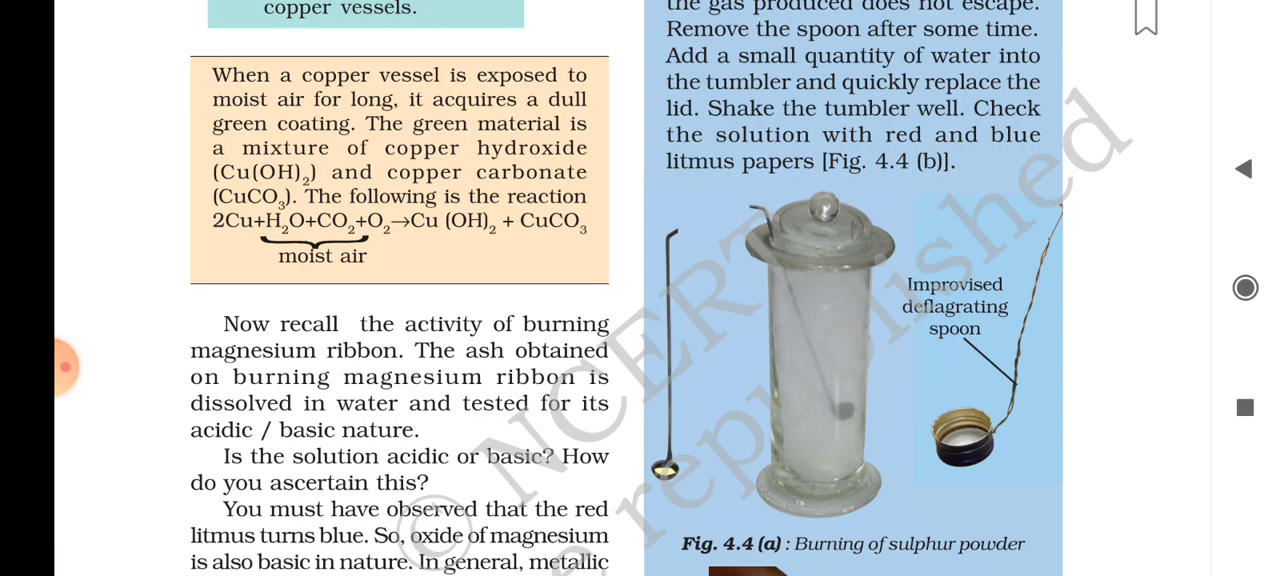 copper vessels.
When a copper vessel is exposed to
moist air for long, it acquires a dull
green coating. The green material is
a mixture of copper hydroxide
(Cu(OH)₂) and copper carbonate
(CuCO₃). The following is the reaction
2Cu+H₂O+CO₂+O₂→Cu (OH)₂ + CuCO₃
moist air
Now recall the activity of burning
magnesium ribbon. The ash obtained
on burning magnesium ribbon is
dissolved in water and tested for its
acidic / basic nature.
Is the solution acidic or basic? How
do you ascertain this?
You must have observed that the red
litmus turns blue. So, oxide of magnesium
is also basic in nature. In general, metallic
the gas produced does not escape.
Remove the spoon after some time.
Add a small quantity of water into
the tumbler and quickly replace the
lid. Shake the tumbler well. Check
the solution with red and blue
litmus papers [Fig. 4.4 (b)].
Improvised
deflagrating
spoon
Fig. 4.4 (a) : Burning of sulphur powder
© NCERT
republished